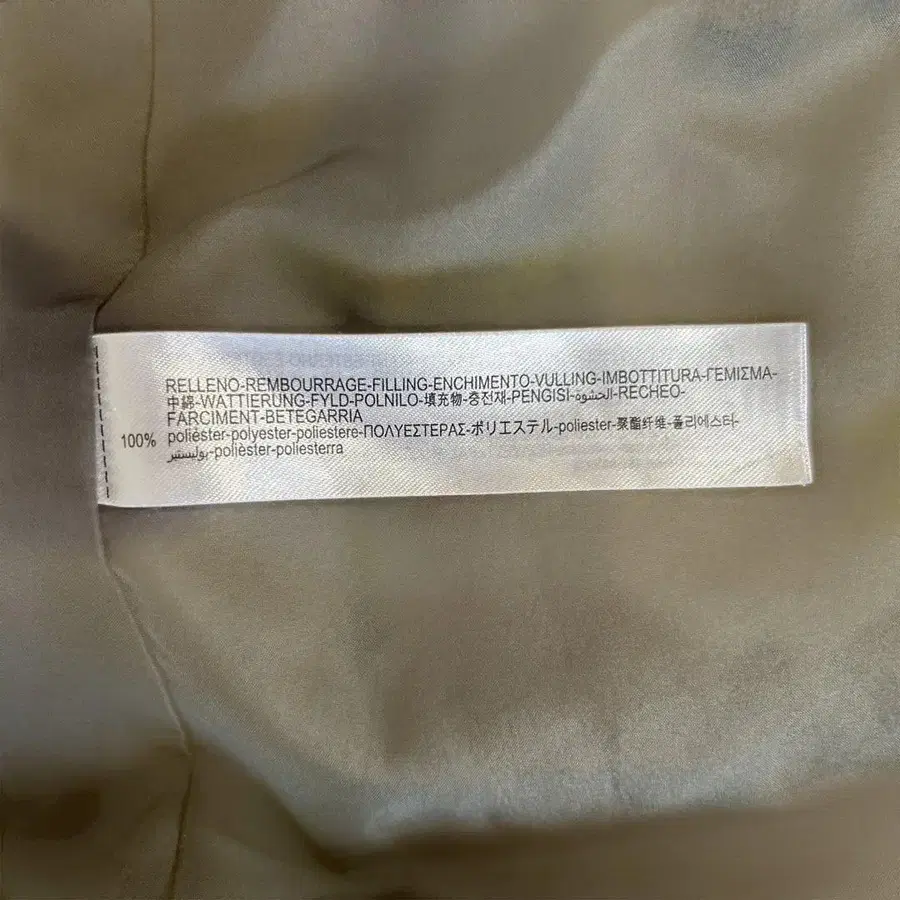 RELLENO-REMBOURRAGE-FILLING-ENCHIMENTO-VULLING-IMBOTTITURA-ΓΕΜΙΣΜΑ-
中綿-WATTIERUNG-FYLD-POLNILO-填充物-충전재-PENGISI-الحشوة-RECHEO-
FARCIMENT-BETEGARRIA
100% poliéster-polyester-poliestere-ΠΟΛΥΕΣΤΕΡΑΣ-ポリエステル-poliester-聚酯纤维-폴리에스터-
بوليستير-polièster-poliesterra